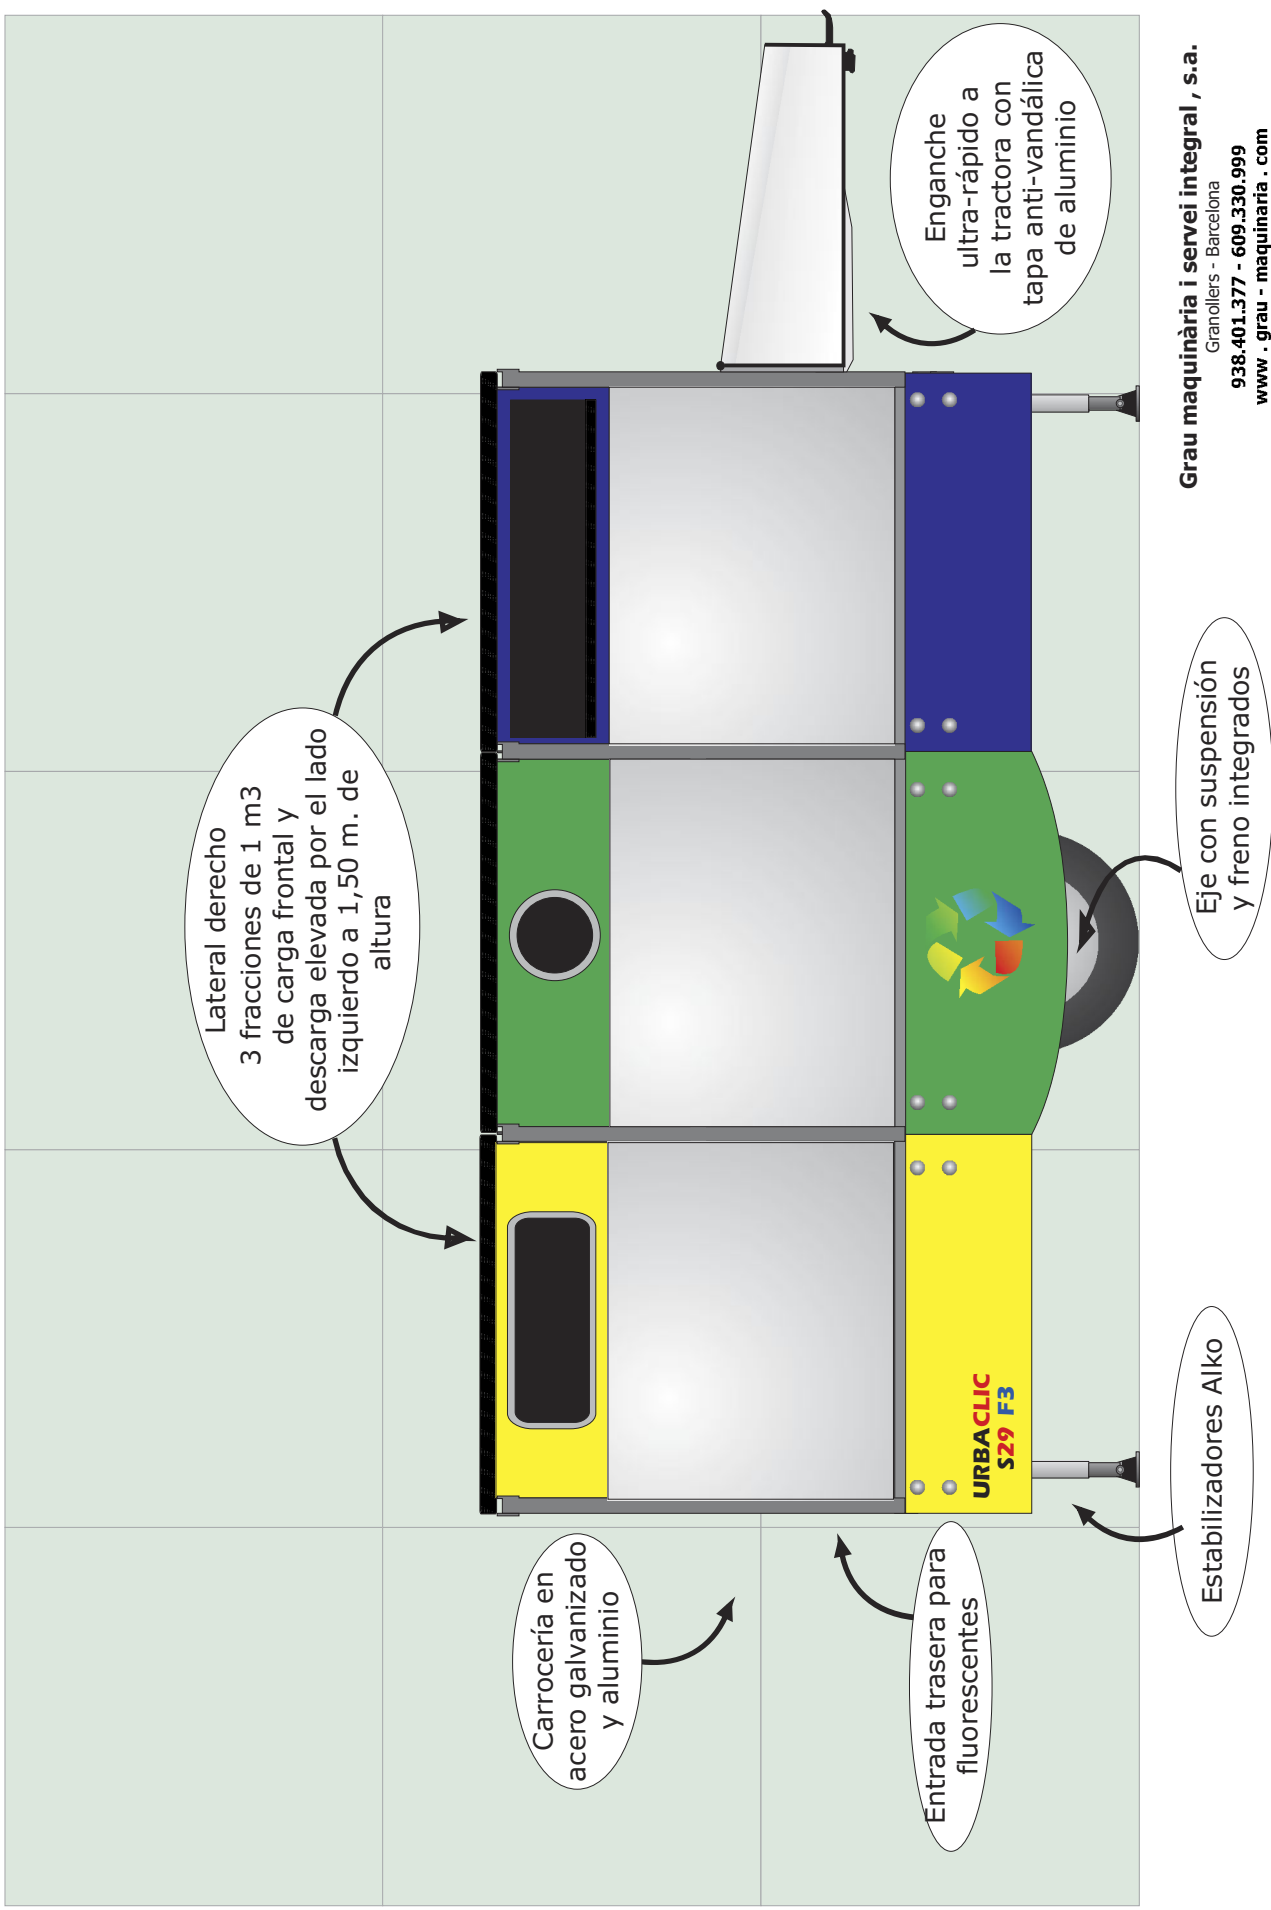 Lateral derecho
3 fracciones de 1 m3
de carga frontal y
descarga elevada por el lado
izquierdo a 1,50 m. de
altura
Carrocería en
acero galvanizado
y aluminio
Enganche
ultra-rápido a
la tractora con
tapa anti-vandálica
de aluminio
Entrada trasera para
fluorescentes
URBACLIC
S29 F3
Estabilizadores Alko
Eje con suspensión
y freno integrados
Grau maquinària i servei integral , s.a.
Granollers - Barcelona
938.401.377 - 609.330.999
www . grau - maquinaria . com